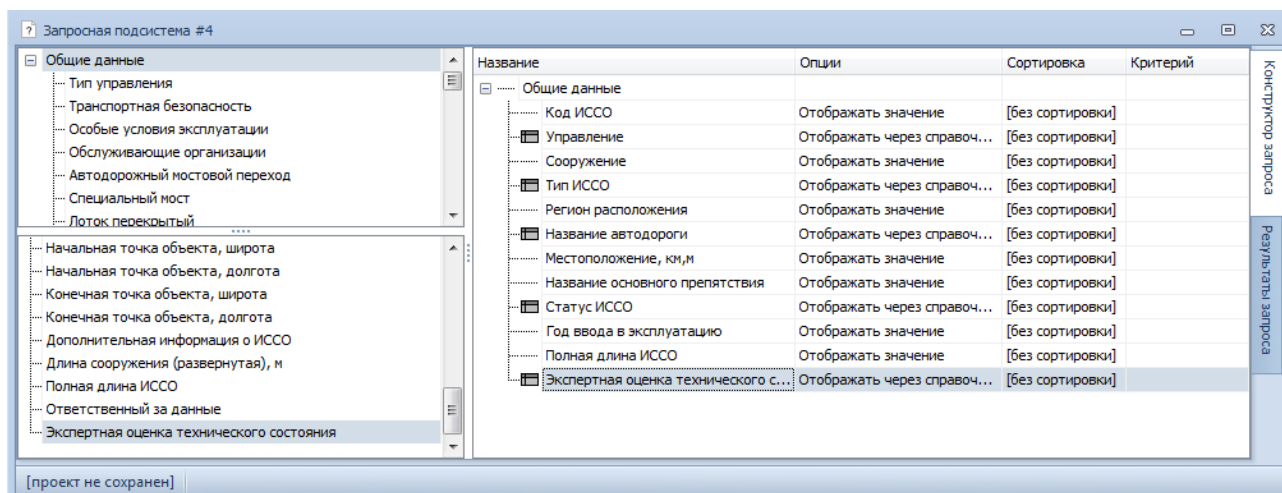 Запросная подсистема #4
Общие данные
Тип управления
Транспортная безопасность
Особые условия эксплуатации
Обслуживающие организации
Автодорожный мостовой переход
Специальный мост
Лоток перекрытый
Начальная точка объекта, широта
Начальная точка объекта, долгота
Конечная точка объекта, широта
Конечная точка объекта, долгота
Дополнительная информация о ИССО
Длина сооружения (развернутая), м
Полная длина ИССО
Ответственный за данные
Экспертная оценка технического состояния
Название Опции Сортировка Критерий
Общие данные
Код ИССО Отображать значение [без сортировки]
Управление Отображать через справоч... [без сортировки]
Сооружение Отображать значение [без сортировки]
Тип ИССО Отображать через справоч... [без сортировки]
Регион расположения Отображать значение [без сортировки]
Название автодороги Отображать через справоч... [без сортировки]
Местоположение, км,м Отображать значение [без сортировки]
Название основного препятствия Отображать значение [без сортировки]
Статус ИССО Отображать через справоч... [без сортировки]
Год ввода в эксплуатацию Отображать значение [без сортировки]
Полная длина ИССО Отображать значение [без сортировки]
Экспертная оценка технического с... Отображать через справоч... [без сортировки]
Конструктор запроса
Результаты запроса
[проект не сохранен]